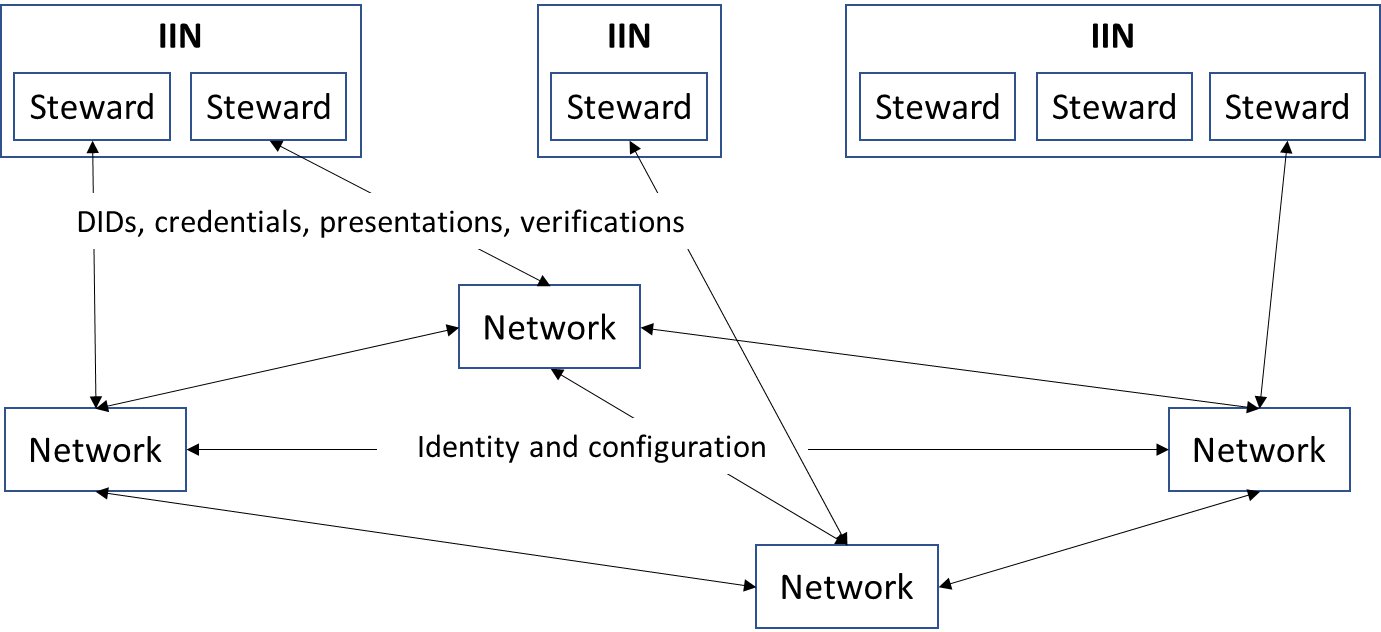 IIN
IIN
IIN
Steward
Steward
Steward
Steward
Steward
Steward
DIDs, credentials, presentations, verifications
Network
Network
Identity and configuration
Network
Network